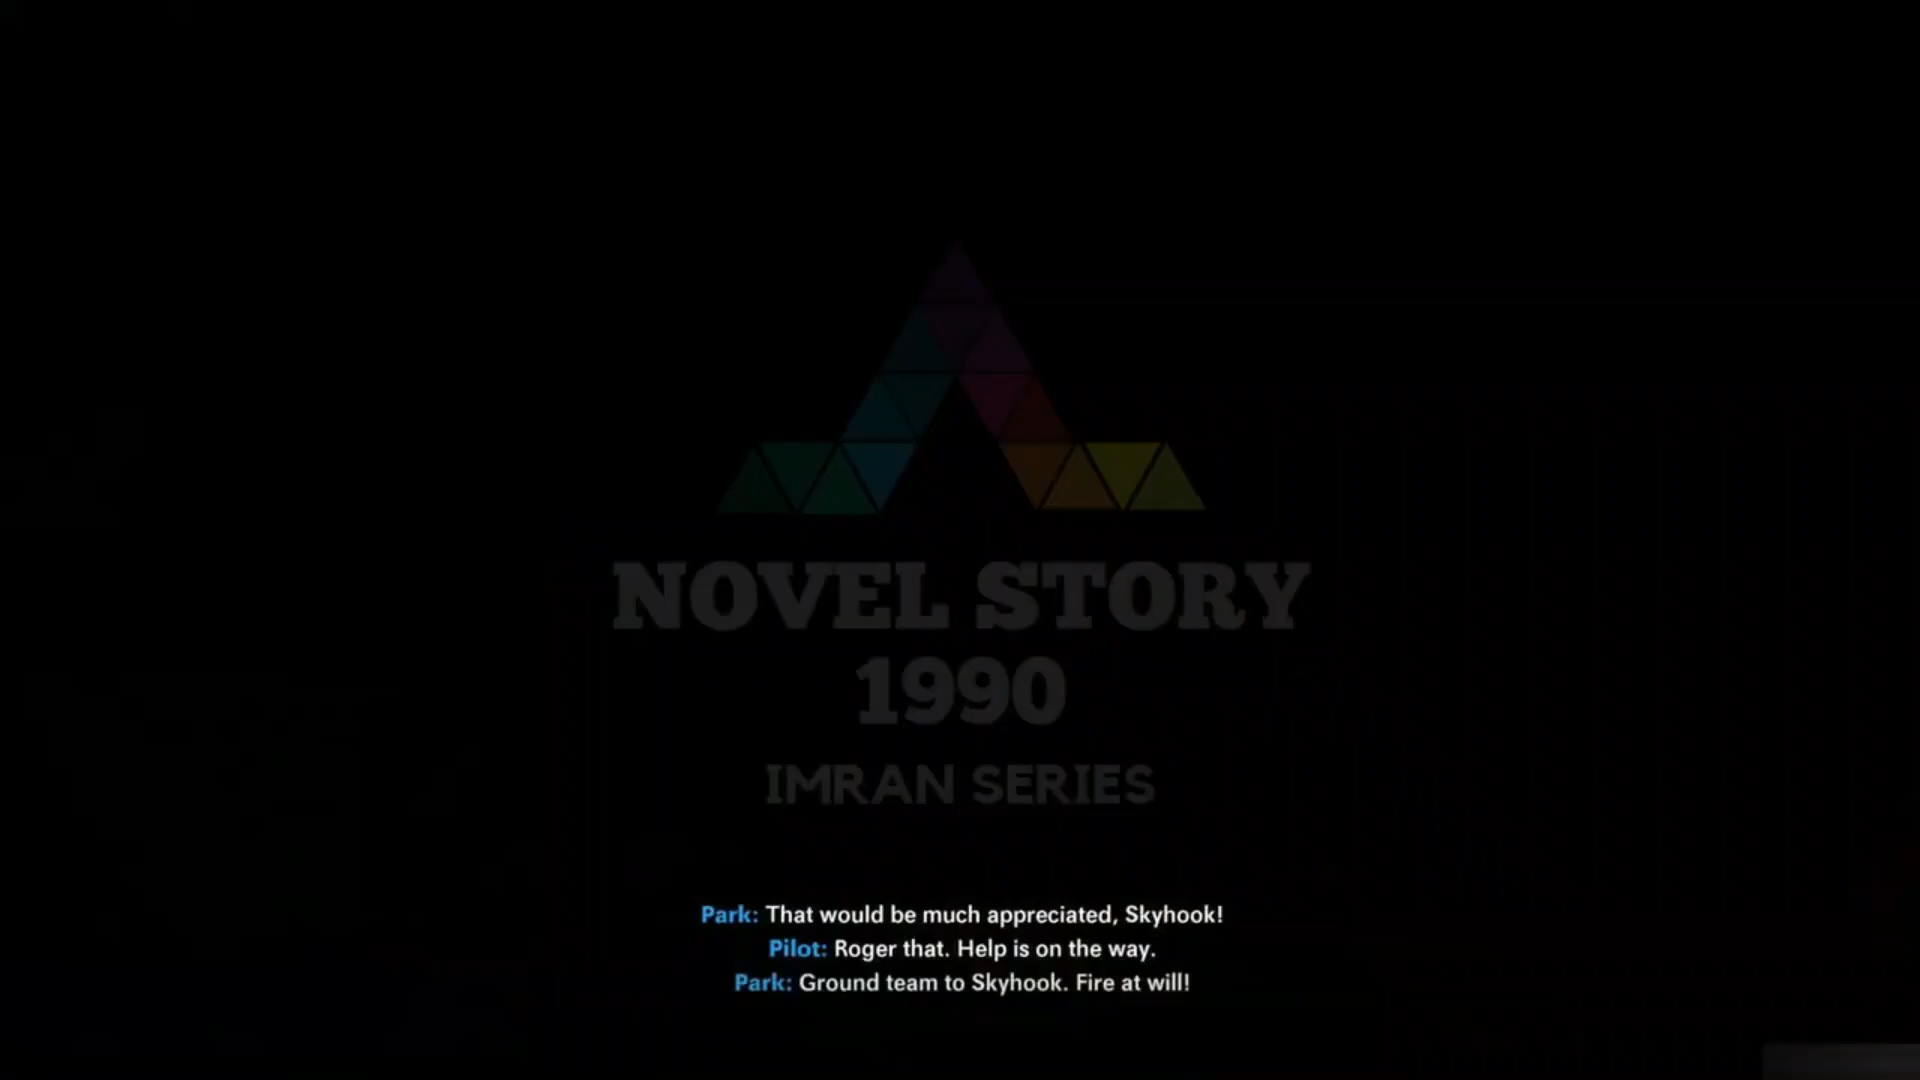 NOVEL STORY
1990
IMRAN SERIES
Park: That would be much appreciated, Skyhook!
Pilot: Roger that. Help is on the way.
Park: Ground team to Skyhook. Fire at will!